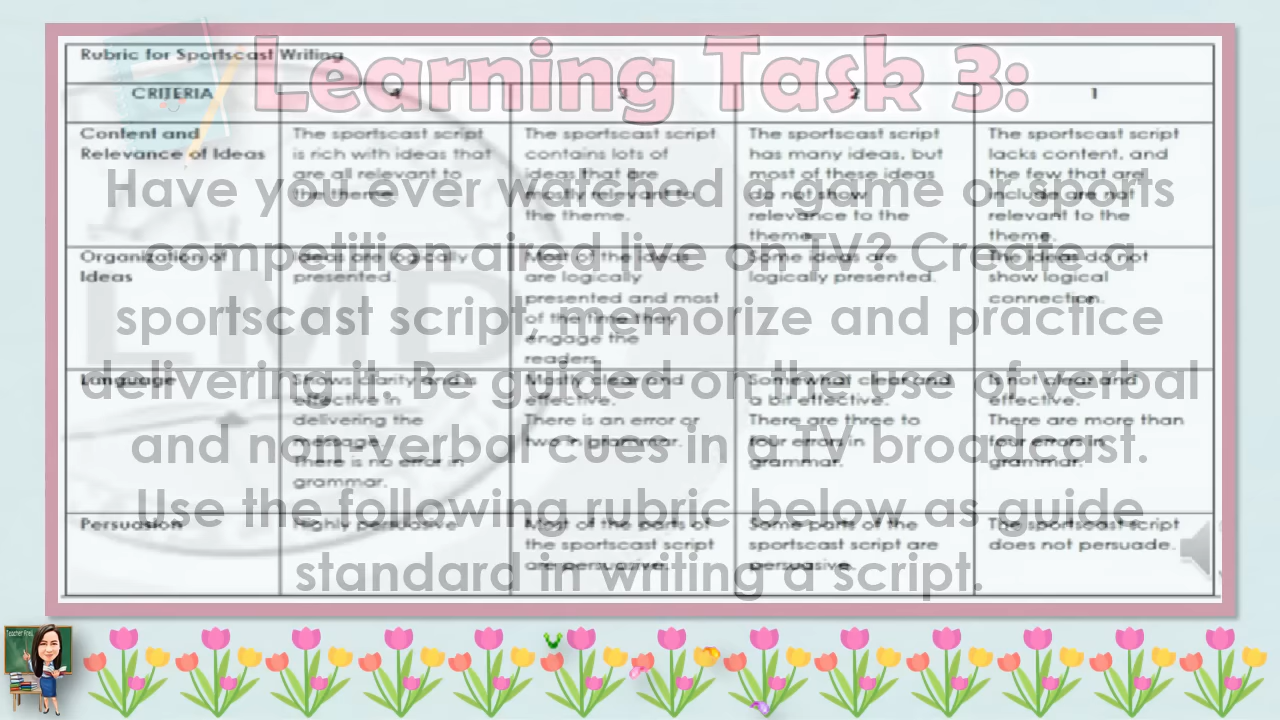 Learning Task 3:
Have you ever watched a game or sports
competition aired live on TV? Create a
sportscast script, memorize and practice
delivering it. Be guided on the use of verbal
and non-verbal cues in a TV broadcast.
Use the following rubric below as guide
standard in writing a script.
Rubric for Sportscast Writing
CRITERIA 4 3 2 1
Content and
Relevance of Ideas
The sportscast script
is rich with ideas that
are all relevant to
the theme.
The sportscast script
contains lots of
ideas that are
mostly relevant to
the theme.
The sportscast script
has many ideas, but
most of these ideas
do not show
relevance to the
theme.
The sportscast script
lacks content, and
the few that are
include are not
relevant to the
theme.
Organization of
Ideas
Ideas are logically
presented.
Most of the ideas
are logically
presented and most
of the time they
engage the
readers.
Some ideas are
logically presented.
The ideas do not
show logical
connection.
Language
Shows clarity and is
effective in
delivering the
message.
There is no error in
grammar.
Mostly clear and
effective.
There is an error or
two in grammar.
Somewhat clear and
a bit effective.
There are three to
four errors in
grammar.
Is not clear and
effective.
There are more than
four errors in
grammar.
Persuasion
Highly persuasive
Most of the parts of
the sportscast script
are persuasive.
Some parts of the
sportscast script are
persuasive.
The sportscast script
does not persuade.
LMD